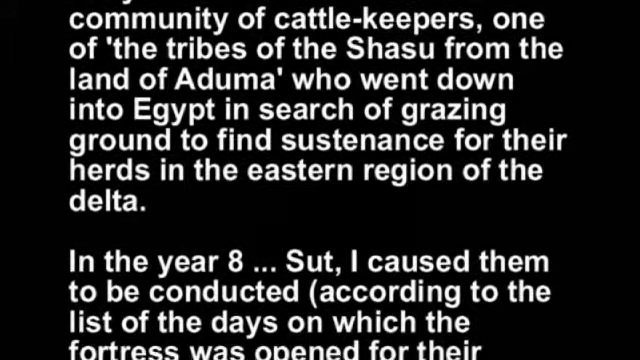 community of cattle-keepers, one
of 'the tribes of the Shasu from the
land of Aduma' who went down
into Egypt in search of grazing
ground to find sustenance for their
herds in the eastern region of the
delta.
In the year 8 ... Sut, I caused them
to be conducted (according to the
list of the days on which the
fortress was opened for their